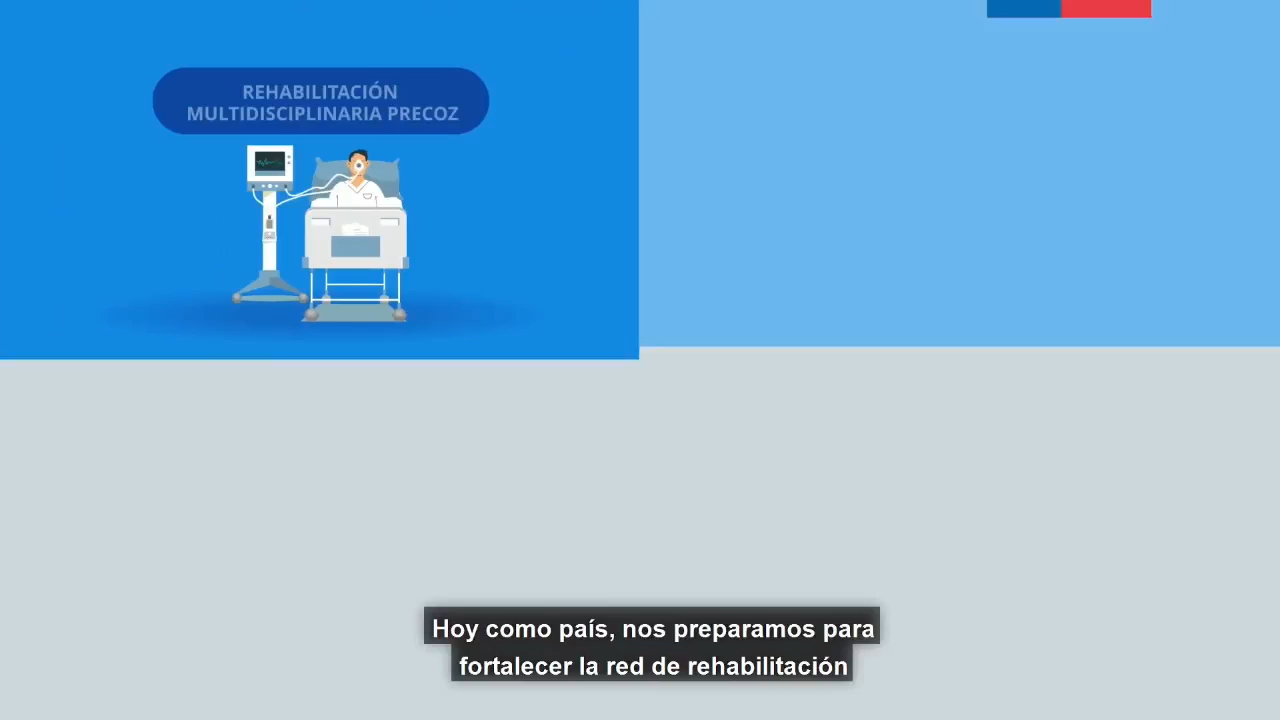 REHABILITACIÓN
MULTIDISCIPLINARIA PRECOZ
Hoy como país, nos preparamos para
fortalecer la red de rehabilitación